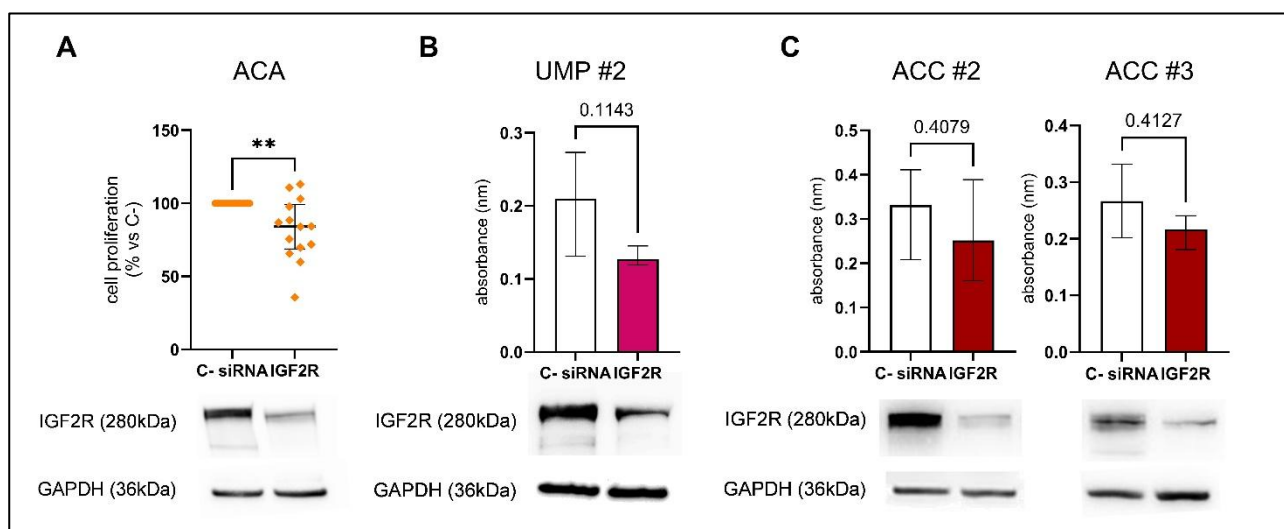 A
ACA
150
100
50
0
cell proliferation
(% vs C-)
**
C- siRNA IGF2R
IGF2R (280kDa)
GAPDH (36kDa)
B
UMP #2
0.1143
0.3
0.2
0.1
0.0
absorbance (nm)
C- siRNA IGF2R
IGF2R (280kDa)
GAPDH (36kDa)
C
ACC #2
0.4079
0.5
0.4
0.3
0.2
0.1
0.0
absorbance (nm)
C- siRNA IGF2R
ACC #3
0.4127
0.4
0.3
0.2
0.1
0.0
absorbance (nm)
C- siRNA IGF2R
IGF2R (280kDa)
GAPDH (36kDa)